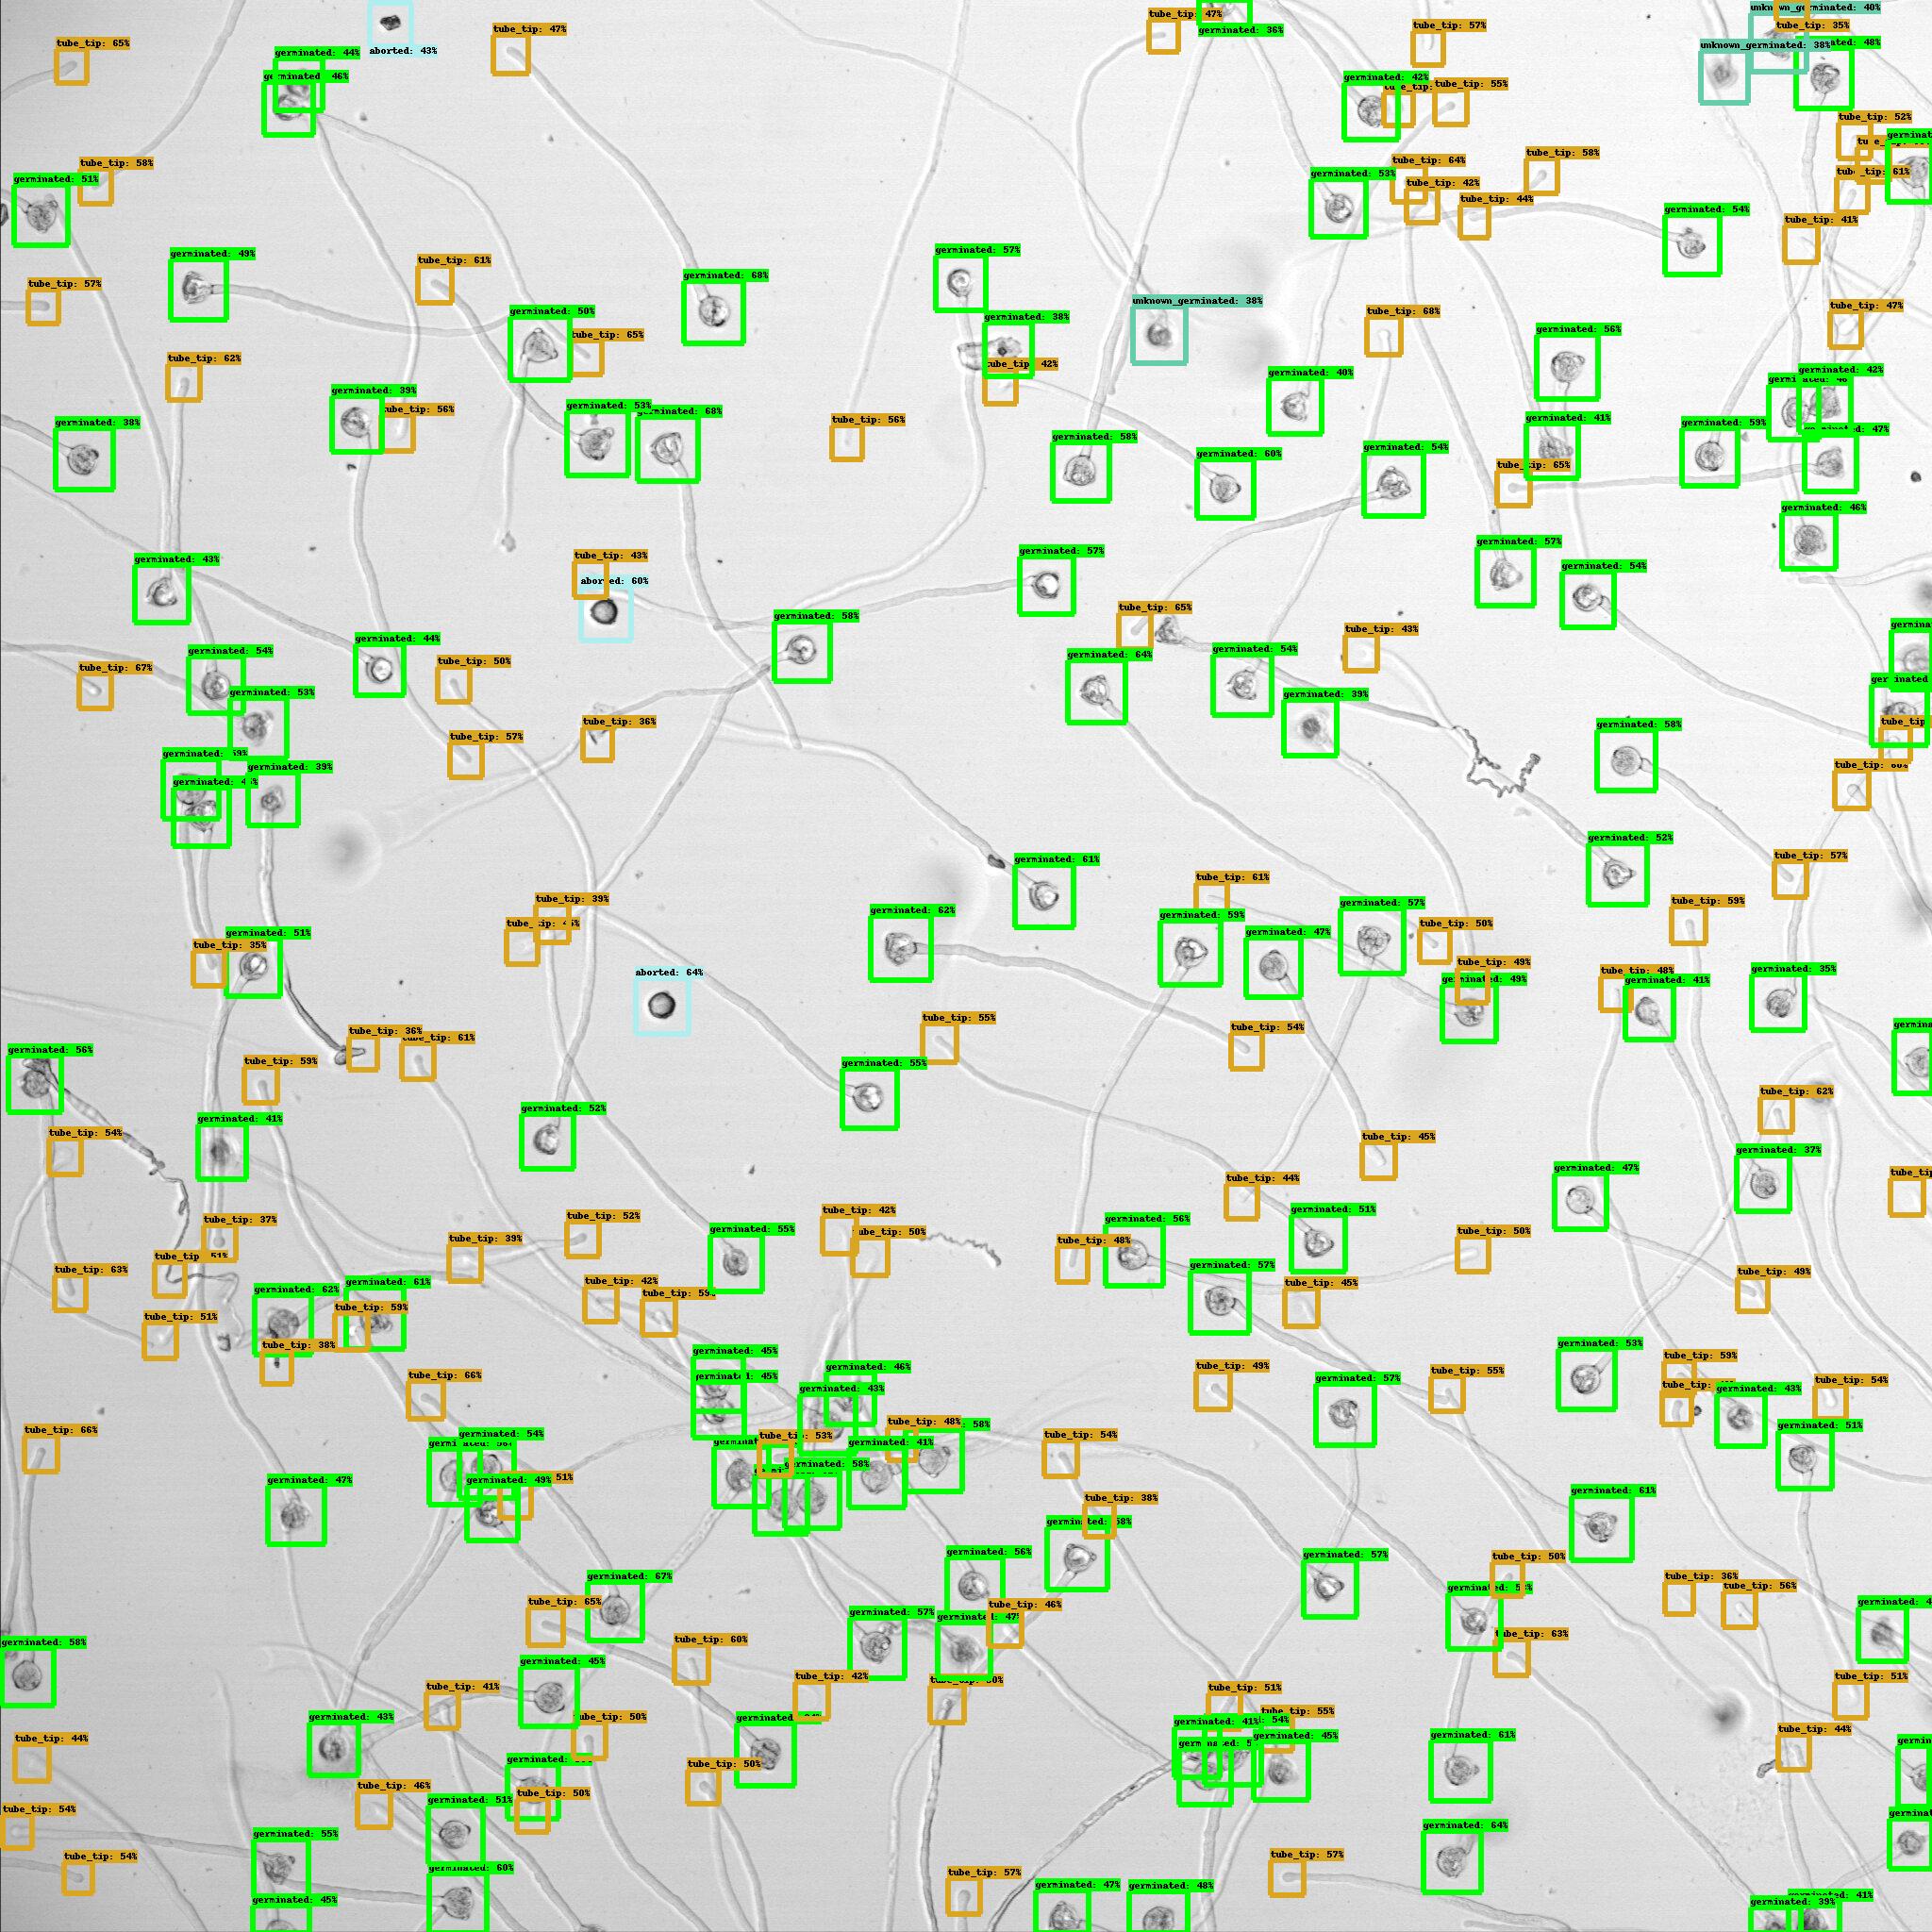 unknown_germinated: 40%
tube_tip: 47%
tube_tip: 57%
tube_tip: 35%
tube_tip: 47%
germinated: 36%
tube_tip: 65%
aborted: 43%
germinated: 44%
unknown_germinated: 38%
germinated: 46%
germinated: 42%
tube_tip: 55%
tube_tip: 52%
tube_tip: 58%
tube_tip: 64%
tube_tip: 58%
germinated: 51%
germinated: 53%
tube_tip: 42%
tube_tip: 44%
germinated: 54%
tube_tip: 41%
germinated: 49%
germinated: 57%
tube_tip: 61%
germinated: 68%
tube_tip: 57%
unknown_germinated: 38%
tube_tip: 47%
germinated: 50%
germinated: 38%
tube_tip: 68%
germinated: 56%
tube_tip: 65%
tube_tip: 62%
tube_tip: 42%
germinated: 40%
germinated: 42%
germinated: 39%
tube_tip: 56%
germinated: 53%
germinated: 68%
tube_tip: 56%
germinated: 41%
germinated: 38%
germinated: 59%
germinated: 58%
germinated: 60%
germinated: 54%
tube_tip: 65%
germinated: 46%
germinated: 43%
tube_tip: 43%
aborted: 60%
germinated: 57%
germinated: 57%
germinated: 54%
germinated: 58%
tube_tip: 65%
tube_tip: 43%
germinated: 44%
germinated: 54%
tube_tip: 67%
tube_tip: 50%
germinated: 64%
germinated: 54%
germinated: 53%
germinated: 39%
tube_tip: 57%
tube_tip: 36%
germinated: 58%
germinated: 39%
germinated: 52%
germinated: 61%
tube_tip: 57%
tube_tip: 61%
tube_tip: 39%
germinated: 62%
germinated: 59%
germinated: 57%
tube_tip: 59%
germinated: 51%
tube_tip: 35%
germinated: 47%
tube_tip: 50%
aborted: 64%
tube_tip: 49%
tube_tip: 48%
germinated: 41%
germinated: 35%
tube_tip: 55%
tube_tip: 54%
tube_tip: 36%
tube_tip: 61%
germinated: 56%
tube_tip: 59%
germinated: 55%
tube_tip: 62%
germinated: 41%
germinated: 52%
tube_tip: 54%
tube_tip: 45%
germinated: 37%
germinated: 47%
tube_tip: 44%
tube_tip: 37%
tube_tip: 52%
tube_tip: 42%
germinated: 55%
tube_tip: 50%
germinated: 56%
germinated: 51%
tube_tip: 39%
tube_tip: 48%
tube_tip: 50%
tube_tip: 51%
tube_tip: 63%
germinated: 57%
tube_tip: 49%
germinated: 62%
germinated: 61%
tube_tip: 42%
tube_tip: 45%
tube_tip: 59%
tube_tip: 51%
tube_tip: 38%
germinated: 45%
germinated: 53%
tube_tip: 59%
tube_tip: 66%
germinated: 45%
germinated: 46%
germinated: 43%
tube_tip: 49%
germinated: 57%
tube_tip: 55%
tube_tip: 54%
germinated: 43%
tube_tip: 66%
germinated: 54%
tube_tip: 53%
tube_tip: 48%
germinated: 41%
tube_tip: 54%
germinated: 51%
germinated: 47%
germinated: 49%
germinated: 58%
tube_tip: 38%
germinated: 61%
germinated: 56%
germinated: 57%
tube_tip: 50%
germinated: 67%
tube_tip: 36%
tube_tip: 56%
tube_tip: 65%
germinated: 57%
tube_tip: 46%
germinated: 58%
tube_tip: 60%
tube_tip: 63%
germinated: 45%
tube_tip: 42%
tube_tip: 41%
tube_tip: 51%
tube_tip: 51%
germinated: 43%
tube_tip: 50%
germinated: 41%
tube_tip: 55%
germinated: 45%
germinated: 61%
tube_tip: 44%
tube_tip: 44%
tube_tip: 46%
tube_tip: 50%
tube_tip: 50%
germinated: 51%
tube_tip: 54%
germinated: 55%
germinated: 64%
tube_tip: 54%
germinated: 60%
tube_tip: 57%
tube_tip: 57%
germinated: 45%
germinated: 47%
germinated: 48%
germinated: 39%